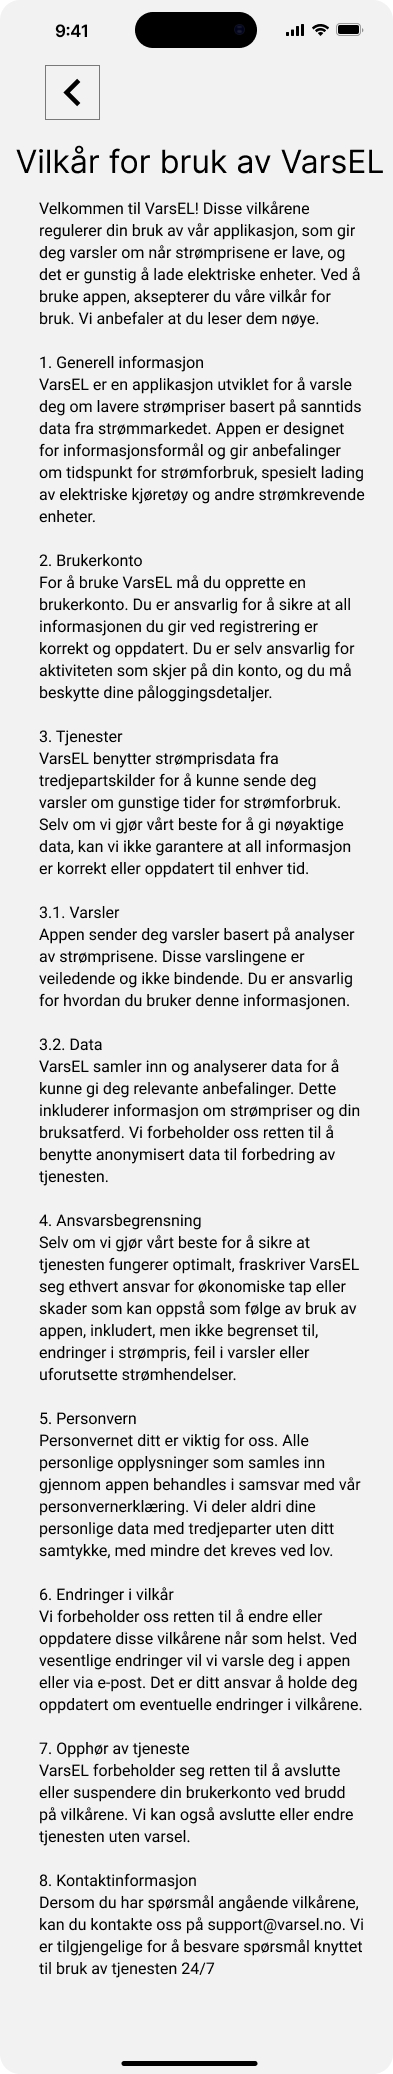 9:41
Vilkår for bruk av VarsEL
Velkommen til VarsEL! Disse vilkårene
regulerer din bruk av vår applikasjon, som gir
deg varsler om når strømprisene er lave, og
det er gunstig å lade elektriske enheter. Ved å
bruke appen, aksepterer du våre vilkår for
bruk. Vi anbefaler at du leser dem nøye.
1. Generell informasjon
VarsEL er en applikasjon utviklet for å varsle
deg om lavere strømpriser basert på sanntids
data fra strømmarkedet. Appen er designet
for informasjonsformål og gir anbefalinger
om tidspunkt for strømforbruk, spesielt lading
av elektriske kjøretøy og andre strømkrevende
enheter.
2. Brukerkonto
For å bruke VarsEL må du opprette en
brukerkonto. Du er ansvarlig for å sikre at all
informasjonen du gir ved registrering er
korrekt og oppdatert. Du er selv ansvarlig for
aktiviteten som skjer på din konto, og du må
beskytte dine påloggingsdetaljer.
3. Tjenester
VarsEL benytter strømprisdata fra
tredjepartskilder for å kunne sende deg
varsler om gunstige tider for strømforbruk.
Selv om vi gjør vårt beste for å gi nøyaktige
data, kan vi ikke garantere at all informasjon
er korrekt eller oppdatert til enhver tid.
3.1. Varsler
Appen sender deg varsler basert på analyser
av strømprisene. Disse varslingene er
veiledende og ikke bindende. Du er ansvarlig
for hvordan du bruker denne informasjonen.
3.2. Data
VarsEL samler inn og analyserer data for å
kunne gi deg relevante anbefalinger. Dette
inkluderer informasjon om strømpriser og din
bruksatferd. Vi forbeholder oss retten til å
benytte anonymisert data til forbedring av
tjenesten.
4. Ansvarsbegrensning
Selv om vi gjør vårt beste for å sikre at
tjenesten fungerer optimalt, fraskriver VarsEL
seg ethvert ansvar for økonomiske tap eller
skader som kan oppstå som følge av bruk av
appen, inkludert, men ikke begrenset til,
endringer i strømpris, feil i varsler eller
uforutsette strømhendelser.
5. Personvern
Personvernet ditt er viktig for oss. Alle
personlige opplysninger som samles inn
gjennom appen behandles i samsvar med vår
personvernerklæring. Vi deler aldri dine
personlige data med tredjeparter uten ditt
samtykke, med mindre det kreves ved lov.
6. Endringer i vilkår
Vi forbeholder oss retten til å endre eller
oppdatere disse vilkårene når som helst. Ved
vesentlige endringer vil vi varsle deg i appen
eller via e-post. Det er ditt ansvar å holde deg
oppdatert om eventuelle endringer i vilkårene.
7. Opphør av tjeneste
VarsEL forbeholder seg retten til å avslutte
eller suspendere din brukerkonto ved brudd
på vilkårene. Vi kan også avslutte eller endre
tjenesten uten varsel.
8. Kontaktinformasjon
Dersom du har spørsmål angående vilkårene,
kan du kontakte oss på support@varsel.no. Vi
er tilgjengelige for å besvare spørsmål knyttet
til bruk av tjenesten 24/7